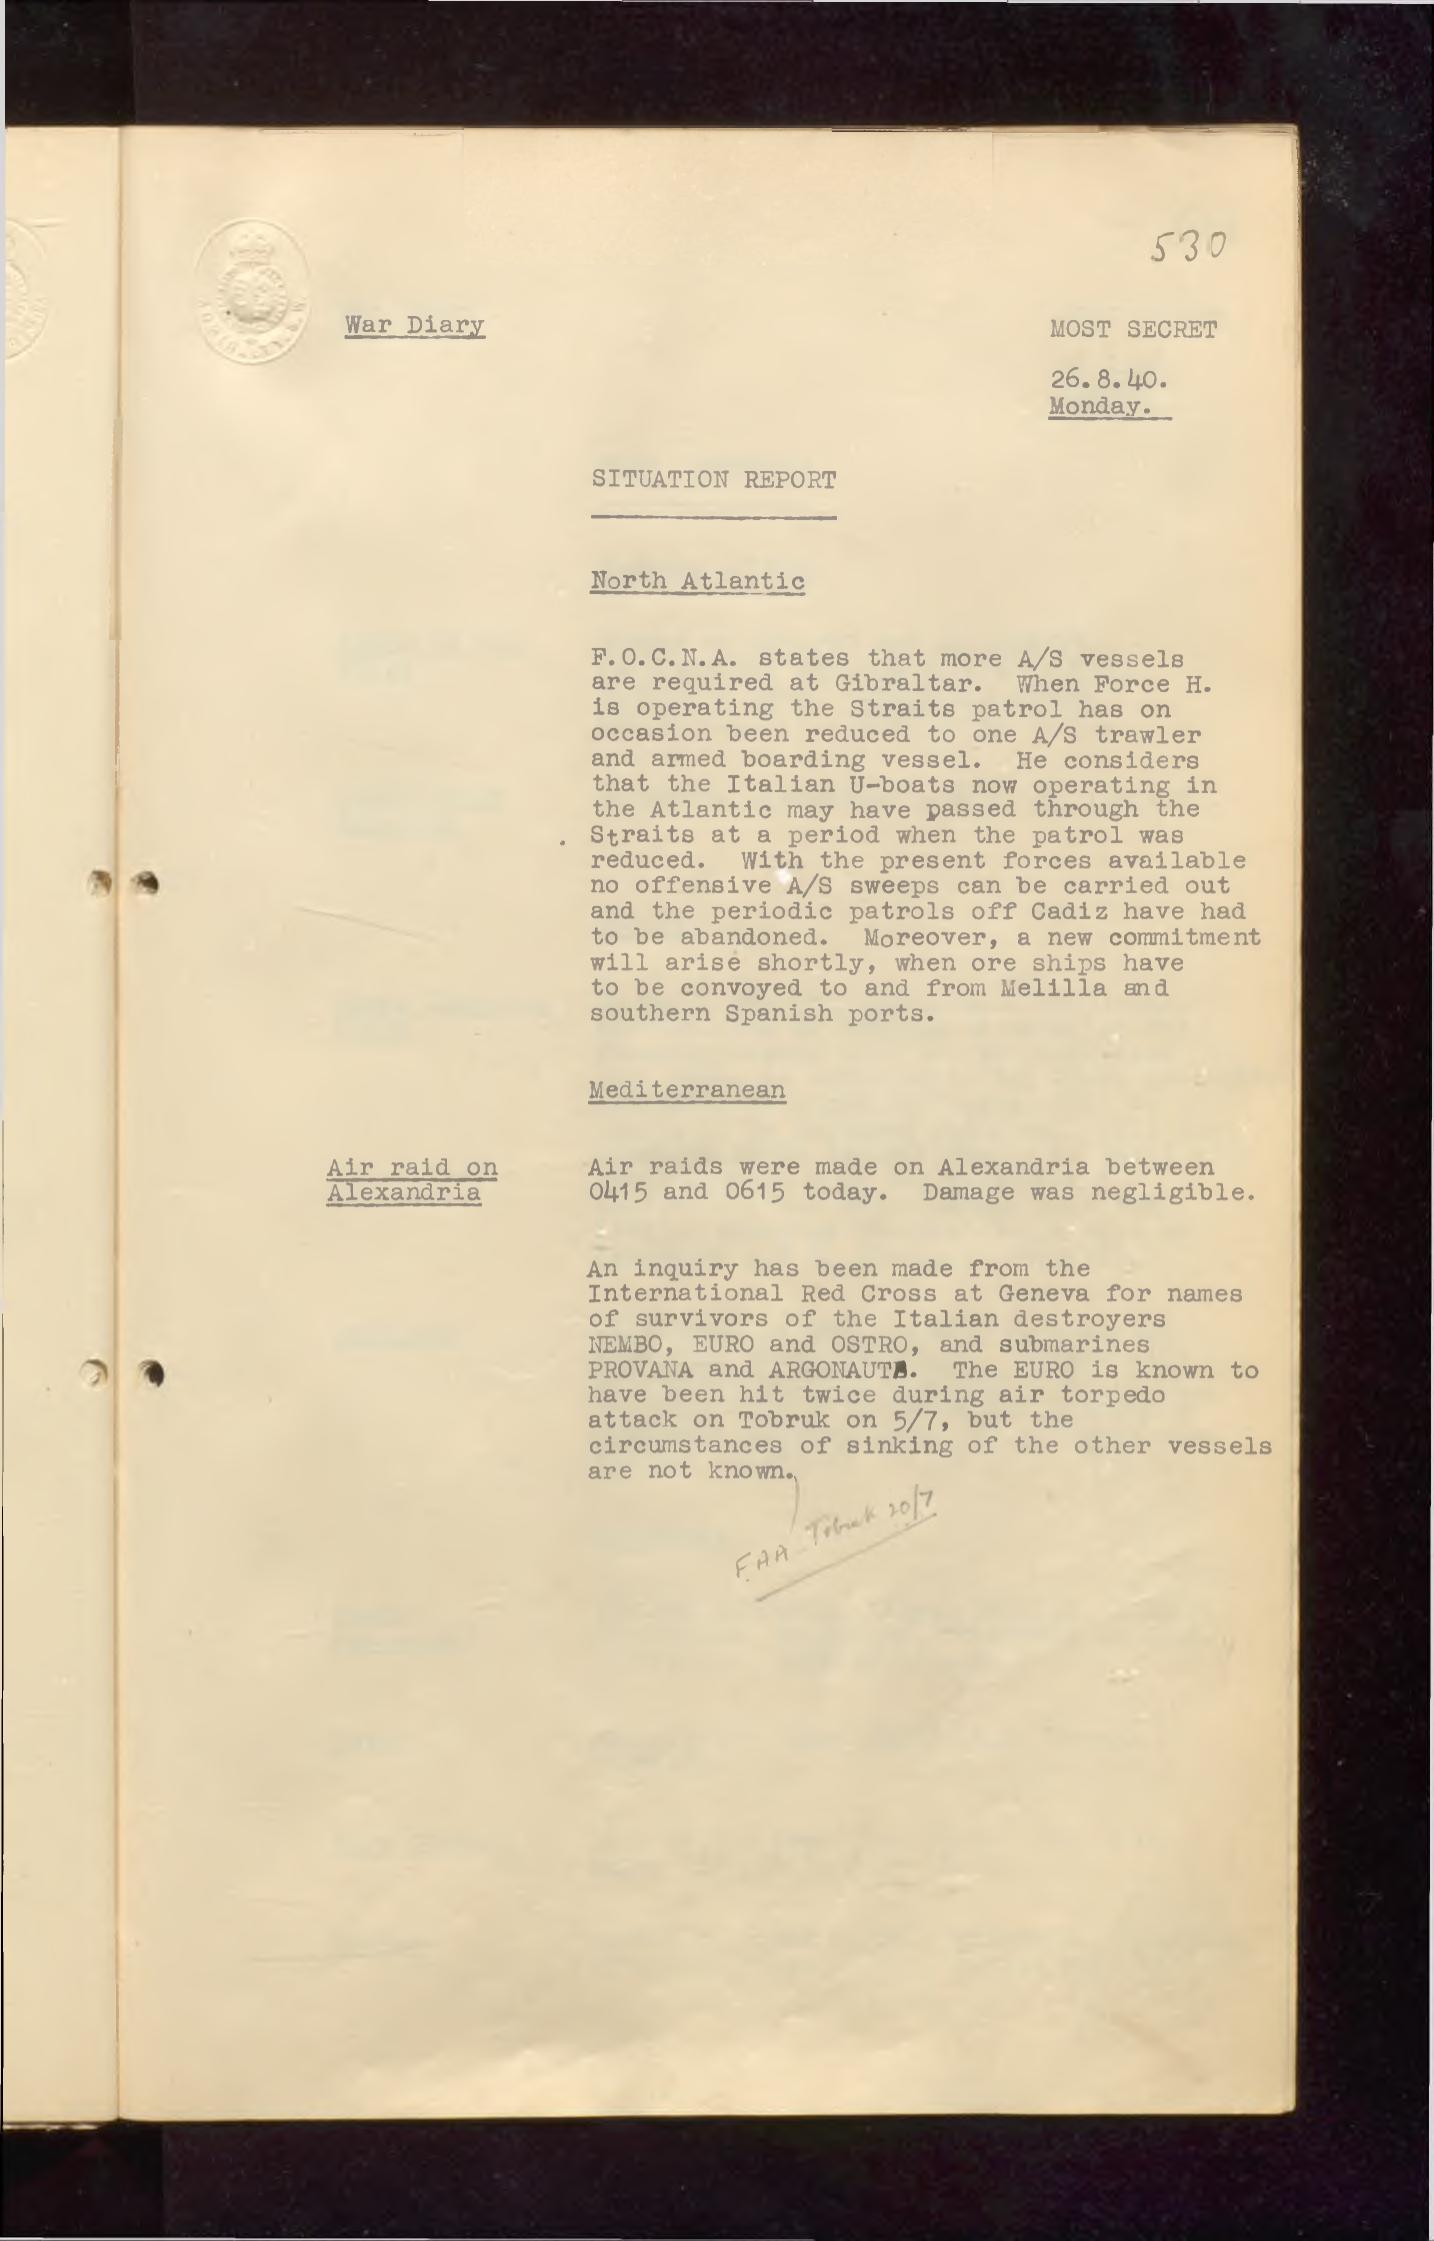 530
War Diary
MOST SECRET
26.8.40.
Monday.
SITUATION REPORT
North Atlantic
F.O.C.N.A. states that more A/S vessels
are required at Gibraltar. When Force H.
is operating the Straits patrol has on
occasion been reduced to one A/S trawler
and armed boarding vessel. He considers
that the Italian U-boats now operating in
the Atlantic may have passed through the
Straits at a period when the patrol was
reduced. With the present forces available
no offensive A/S sweeps can be carried out
and the periodic patrols off Cadiz have had
to be abandoned. Moreover, a new commitment
will arise shortly, when ore ships have
to be convoyed to and from Melilla and
southern Spanish ports.
Mediterranean
Air raid on
Alexandria
Air raids were made on Alexandria between
0415 and 0615 today. Damage was negligible.
An inquiry has been made from the
International Red Cross at Geneva for names
of survivors of the Italian destroyers
NEMBO, EURO and OSTRO, and submarines
PROVANA and ARGONAUTA. The EURO is known to
have been hit twice during air torpedo
attack on Tobruk on 5/7, but the
circumstances of sinking of the other vessels
are not known.
FAA Tobruk 20/7